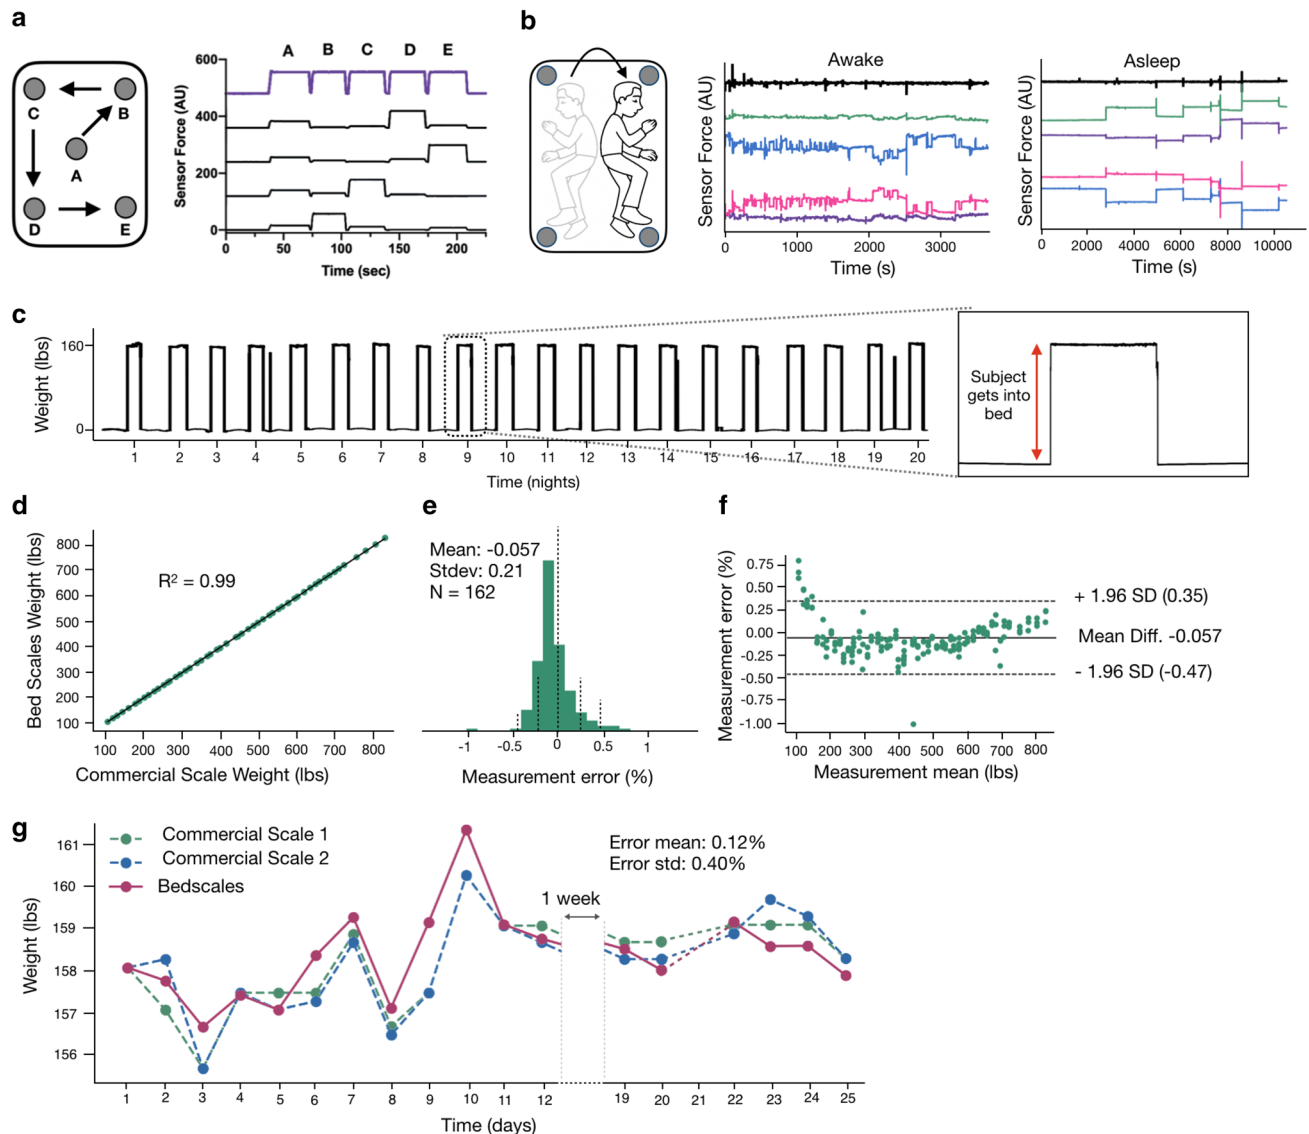 a
A B C D E
C
B
A
D
E
600
400
200
0
Sensor Force (AU)
0 50 100 150 200
Time (sec)
b
Awake
Sensor Force (AU)
0 1000 2000 3000
Time (s)
Asleep
Sensor Force (AU)
0 2000 4000 6000 8000 10000
Time (s)
c
Weight (lbs)
160
0
1 2 3 4 5 6 7 8 9 10 11 12 13 14 15 16 17 18 19 20
Time (nights)
Subject
gets into
bed
d
Bed Scales Weight (lbs)
800
700
600
500
400
300
200
100
R² = 0.99
100 200 300 400 500 600 700 800
Commercial Scale Weight (lbs)
e
Mean: -0.057
Stdev: 0.21
N = 162
-1 -0.5 0 0.5 1
Measurement error (%)
f
Measurement error (%)
0.75
0.50
0.25
0.00
-0.25
-0.50
-0.75
-1.00
+ 1.96 SD (0.35)
Mean Diff. -0.057
- 1.96 SD (-0.47)
100 200 300 400 500 600 700 800
Measurement mean (lbs)
g
Weight (lbs)
161
160
159
158
157
156
Commercial Scale 1
Commercial Scale 2
Bedscales
1 week
Error mean: 0.12%
Error std: 0.40%
1 2 3 4 5 6 7 8 9 10 11 12 19 20 21 22 23 24 25
Time (days)